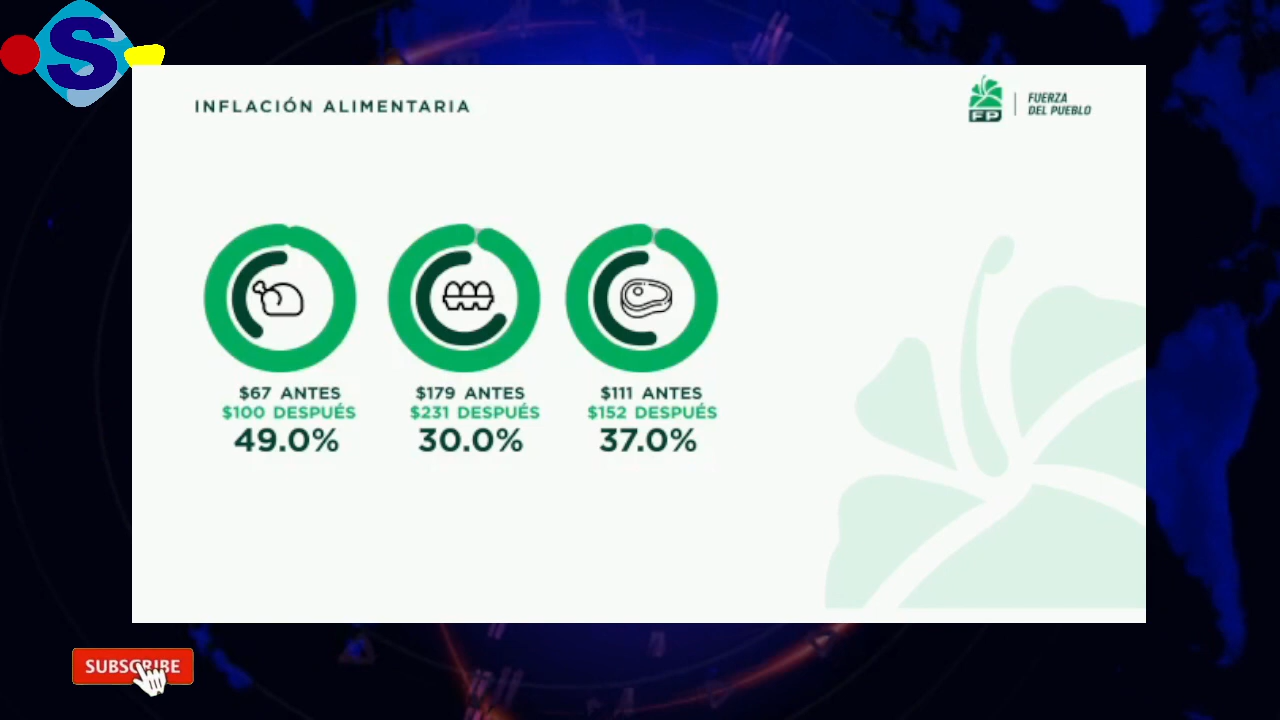 S
INFLACIÓN ALIMENTARIA
FP
FUERZA
DEL PUEBLO
$67 ANTES
$100 DESPUÉS
49.0%
$179 ANTES
$231 DESPUÉS
30.0%
$111 ANTES
$152 DESPUÉS
37.0%
SUBSCRIBE